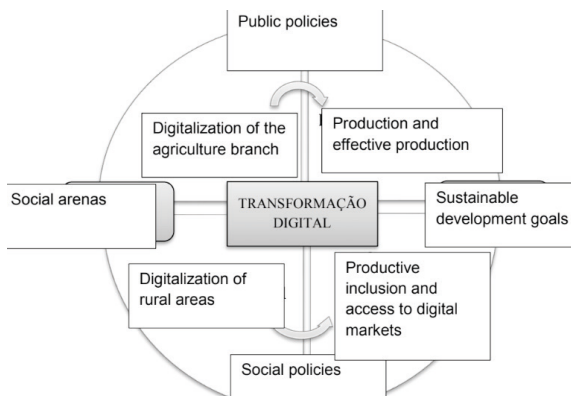 Public policies
Digitalization of the
agriculture branch
Production and
effective production
Social arenas
TRANSFORMAÇÃO
DIGITAL
Sustainable
development goals
Digitalization of
rural areas
Productive
inclusion and
access to digital
markets
Social policies